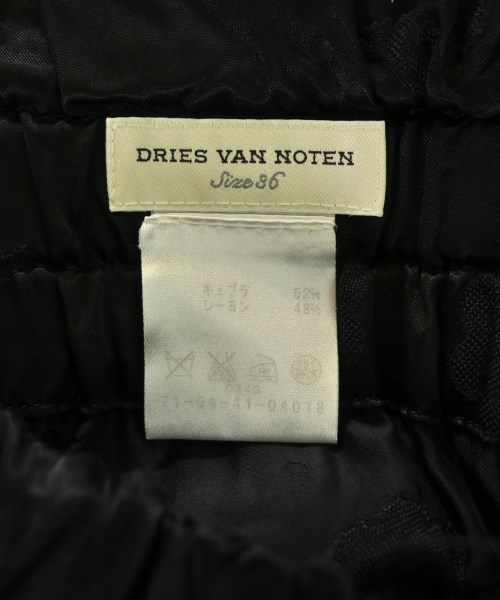 DRIES VAN NOTEN
Size 36
キュプラ 52%
レーヨン 48%
71-04-41-04018